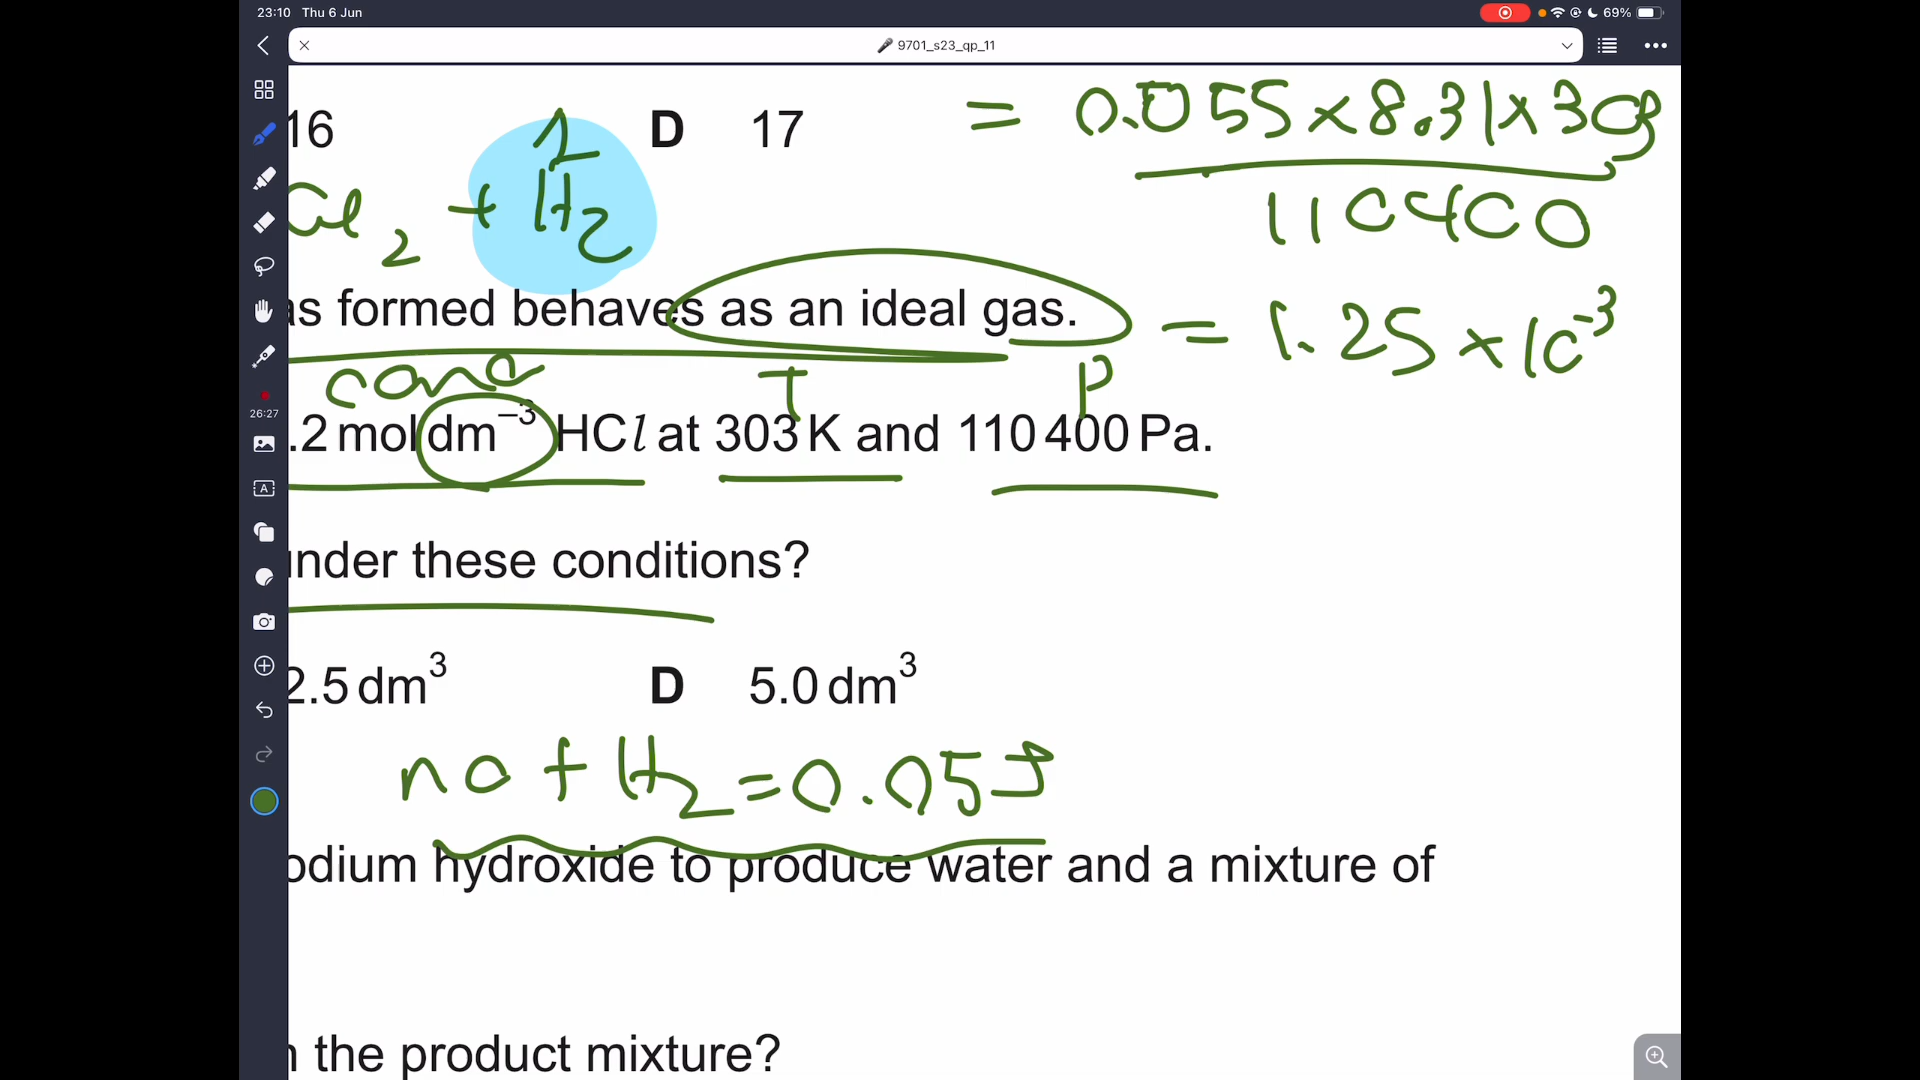 23:10 Thu 6 Jun
69%
9701_s23_qp_11
16 D 17
1
Cl2 + H2
= 0.055 × 8.31 × 303
110400
as formed behaves as an ideal gas.
= 1.25 × 10-3
conc T P
.2 mol dm–3 HCl at 303 K and 110 400 Pa.
26:27
under these conditions?
2.5 dm3 D 5.0 dm3
n of H2 = 0.055
odium hydroxide to produce water and a mixture of
n the product mixture?